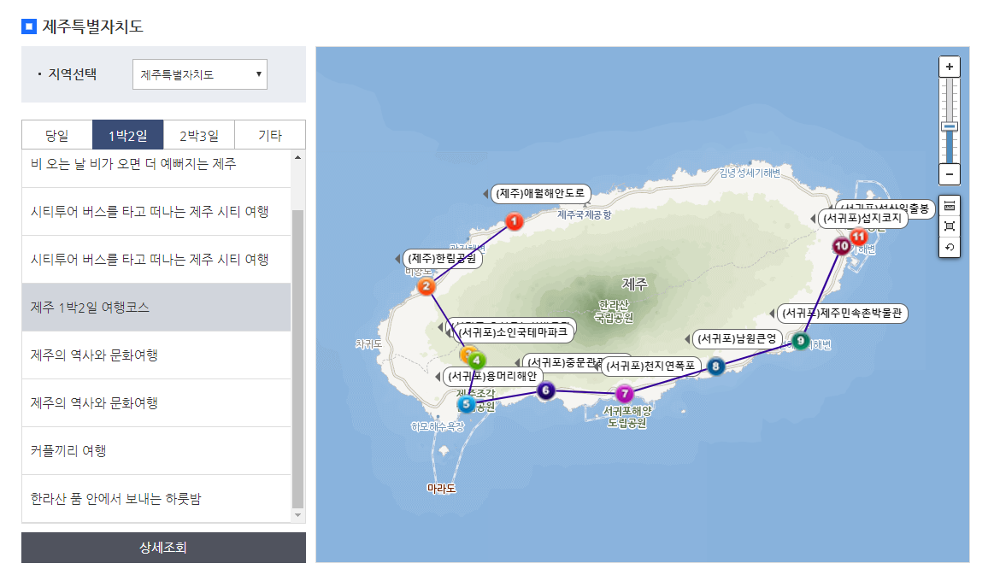 제주특별자치도
· 지역선택
제주특별자치도
당일
1박2일
2박3일
기타
비 오는 날 비가 오면 더 예뻐지는 제주
시티투어 버스를 타고 떠나는 제주 시티 여행
시티투어 버스를 타고 떠나는 제주 시티 여행
제주 1박2일 여행코스
제주의 역사와 문화여행
제주의 역사와 문화여행
커플끼리 여행
한라산 품 안에서 보내는 하룻밤
상세조회
김녕성세기해변
(제주)애월해안도로
제주국제공항
(서귀포)성산일출봉
(서귀포)섭지코지
1
11
10
(제주)한림공원
비양도
2
제주
한라산
국립공원
(서귀포)제주민속촌박물관
(서귀포)소인국테마파크
차귀도
(서귀포)남원큰엉
9
4
(서귀포)중문관광
(서귀포)천지연폭포
8
(서귀포)용머리해안
6
7
제주조각
공원
5
서귀포해양
도립공원
하모해수욕장
마라도
+
−